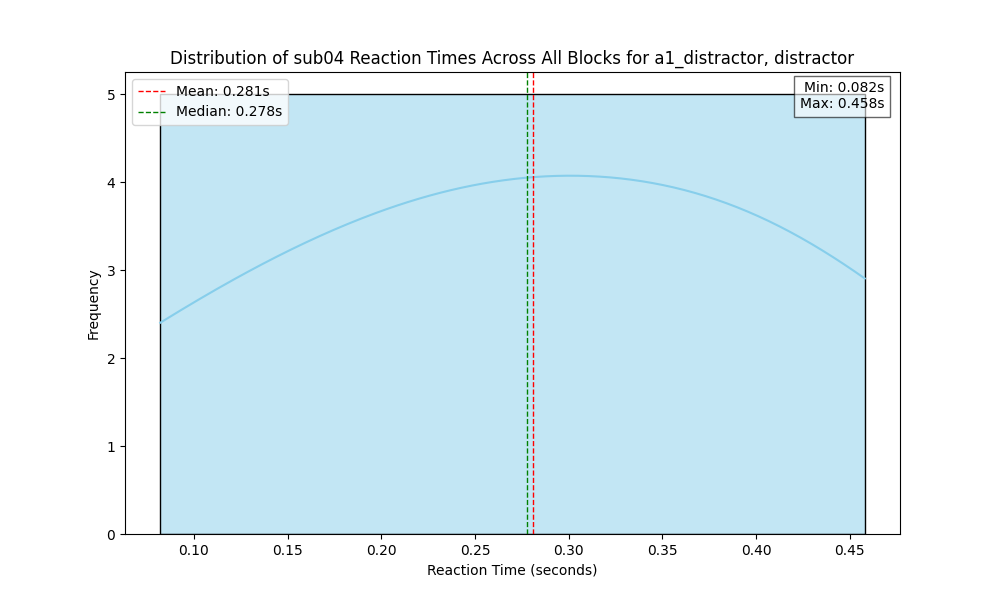 Distribution of sub04 Reaction Times Across All Blocks for a1_distractor, distractor
Mean: 0.281s
Median: 0.278s
Min: 0.082s
Max: 0.458s
5
4
3
2
1
0
Frequency
0.10 0.15 0.20 0.25 0.30 0.35 0.40 0.45
Reaction Time (seconds)